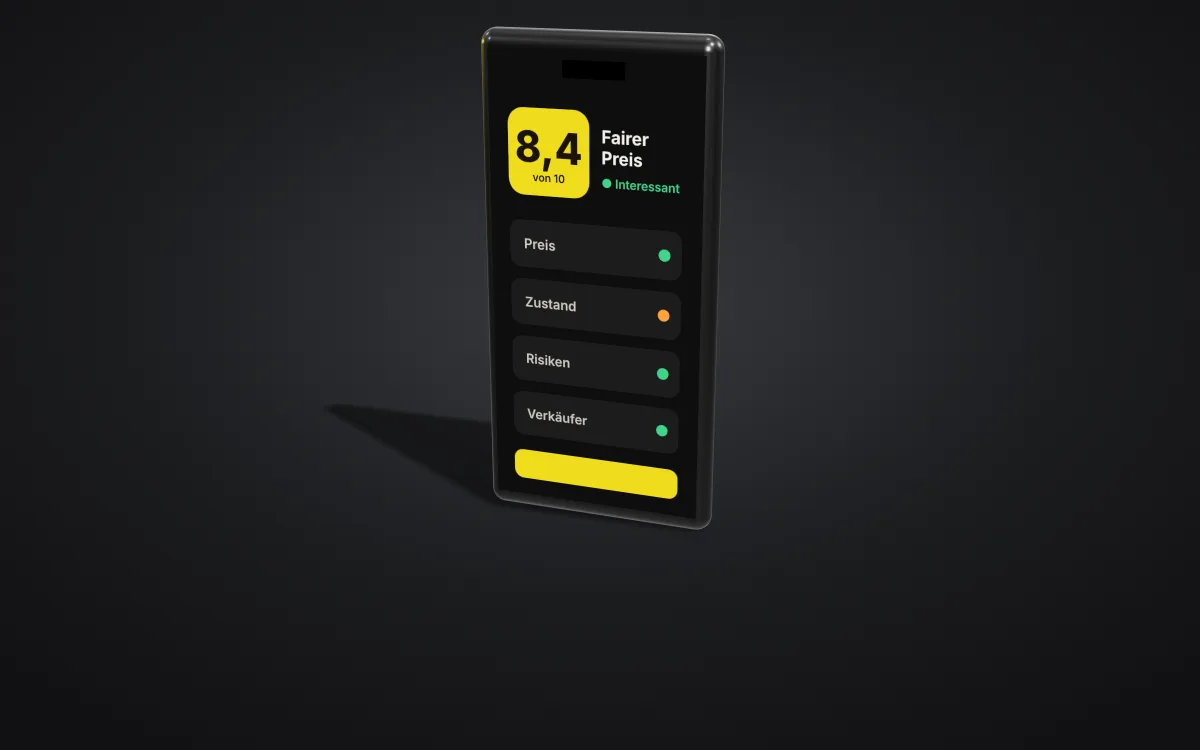 8,4
von 10
Fairer
Preis
Interessant
Preis
Zustand
Risiken
Verkäufer